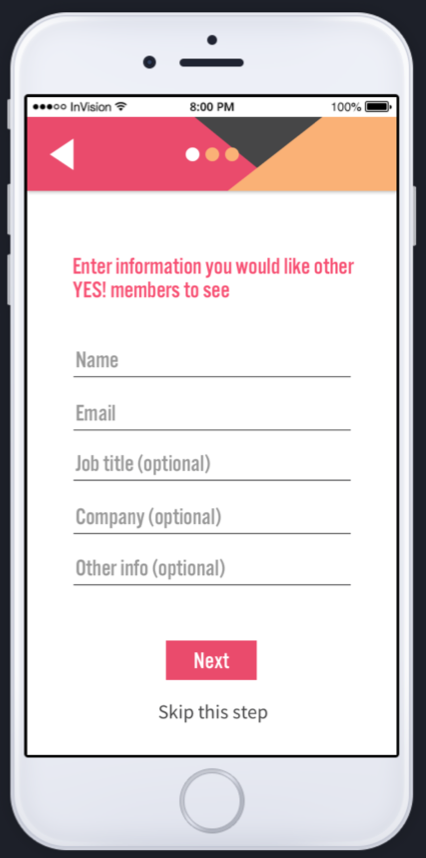 InVision 8:00 PM 100%
Enter information you would like other
YES! members to see
Name
Email
Job title (optional)
Company (optional)
Other info (optional)
Next
Skip this step